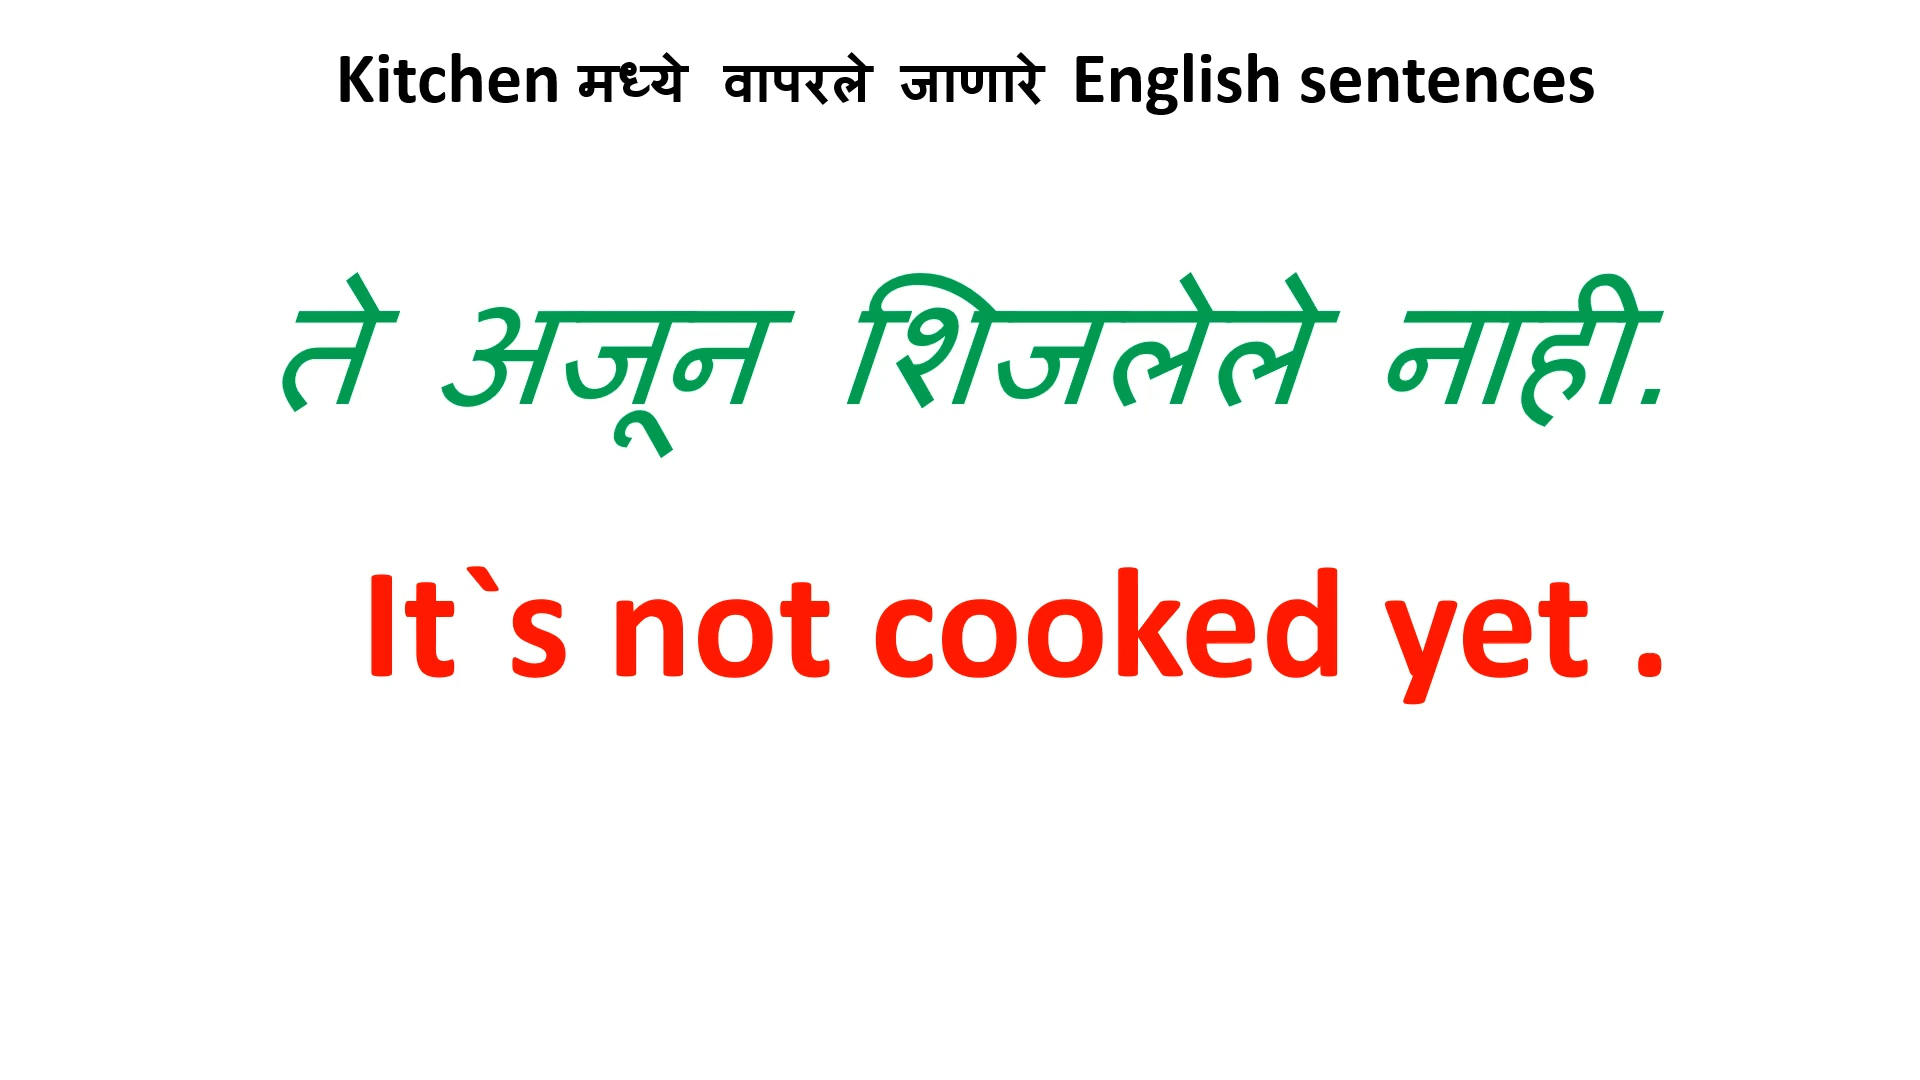 Kitchen मध्ये वापरले जाणारे English sentences
ते अजून शिजलेले नाही.
It`s not cooked yet .